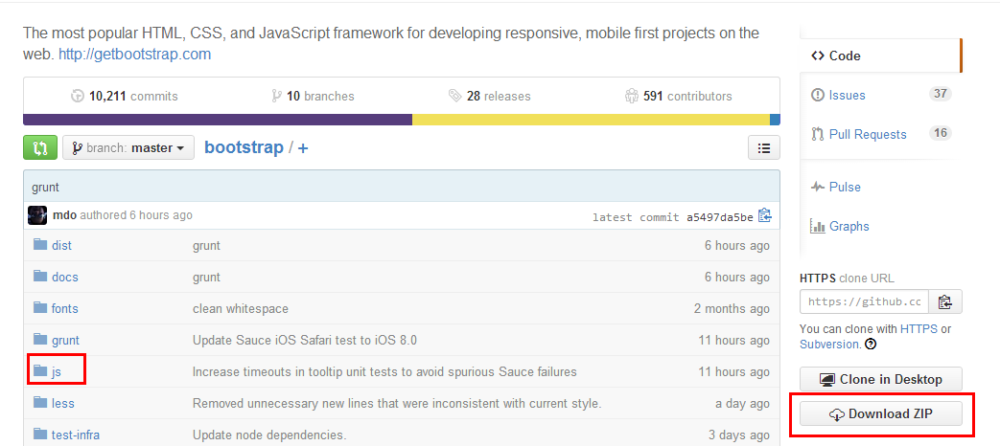 The most popular HTML, CSS, and JavaScript framework for developing responsive, mobile first projects on the
web. http://getbootstrap.com
10,211 commits 10 branches 28 releases 591 contributors
branch: master bootstrap / +
grunt
mdo authored 6 hours ago latest commit a5497da5be
dist grunt 6 hours ago
docs grunt 6 hours ago
fonts clean whitespace 2 months ago
grunt Update Sauce iOS Safari test to iOS 8.0 11 hours ago
js Increase timeouts in tooltip unit tests to avoid spurious Sauce failures 11 hours ago
less Removed unnecessary new lines that were inconsistent with current style. a day ago
test-infra Update node dependencies. 3 days ago
Code
Issues 37
Pull Requests 16
Pulse
Graphs
HTTPS clone URL
https://github.cc
You can clone with HTTPS or
Subversion.
Clone in Desktop
Download ZIP